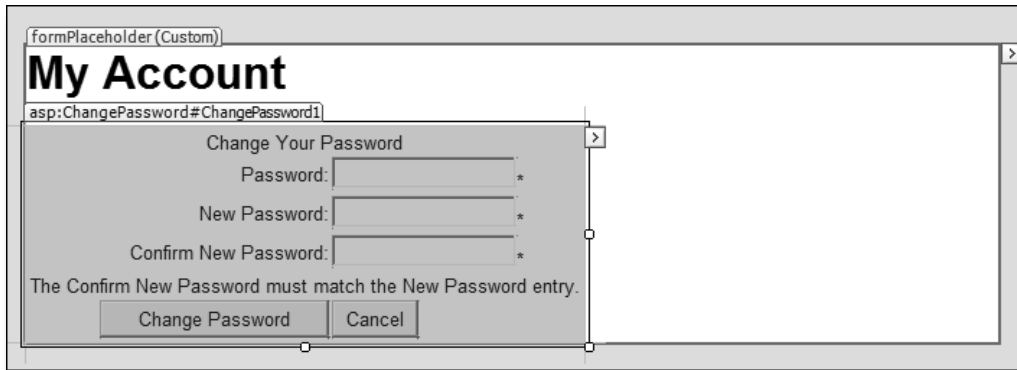 formPlaceholder (Custom)
My Account
asp:ChangePassword#ChangePassword1
Change Your Password
Password: *
New Password: *
Confirm New Password: *
The Confirm New Password must match the New Password entry.
Change Password Cancel